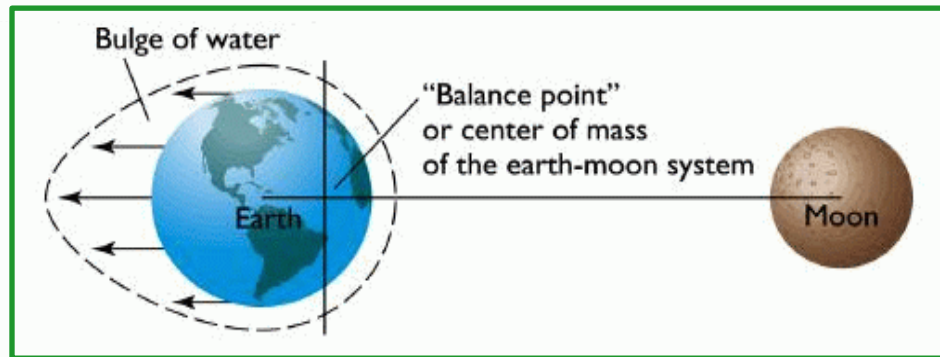 Bulge of water
“Balance point”
or center of mass
of the earth-moon system
Earth
Moon